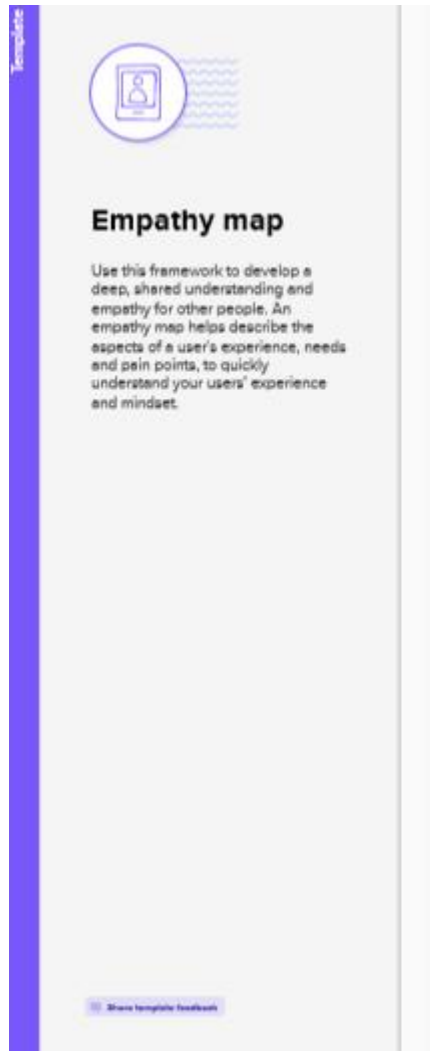 Template
Empathy map
Use this framework to develop a
deep, shared understanding and
empathy for other people. An
empathy map helps describe the
aspects of a user's experience, needs
and pain points, to quickly
understand your users' experience
and mindset.
Share template feedback